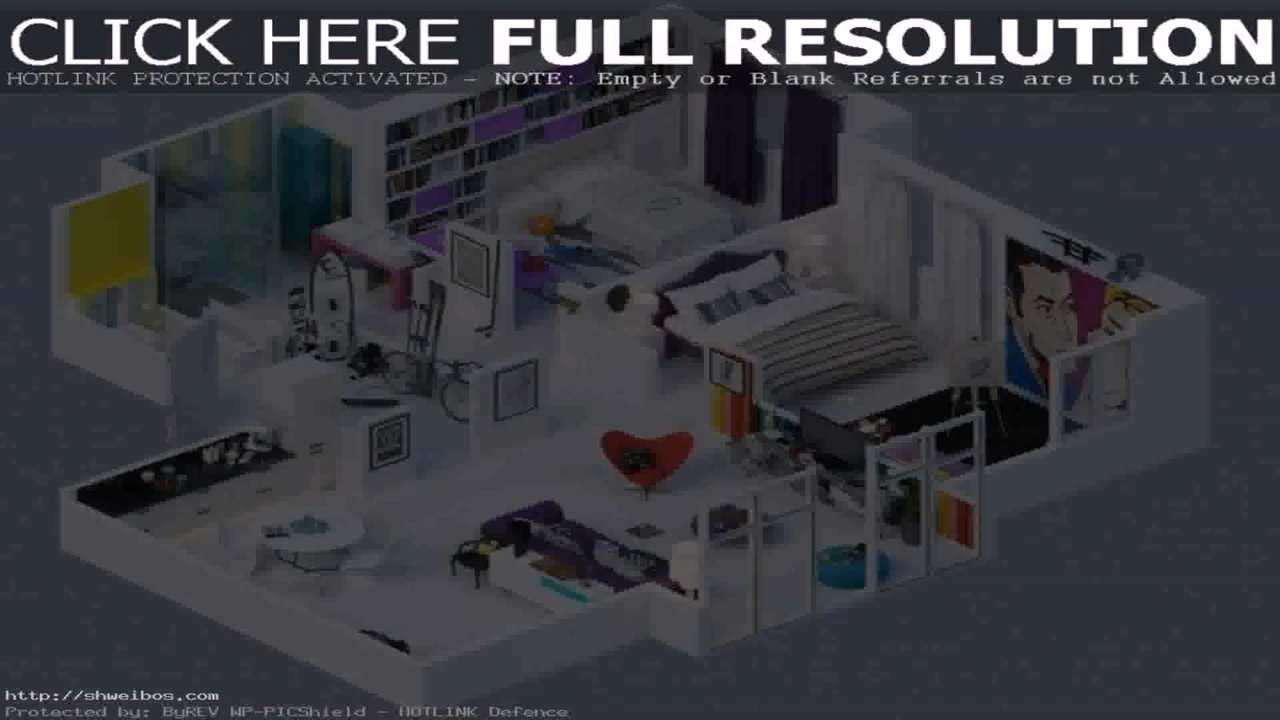 CLICK HERE FULL RESOLUTION
HOTLINK PROTECTION ACTIVATED - NOTE: Empty or Blank Referrals are not Allowed
http://shweibos.com
Protected by: ByREV WP-PICShield - HOTLINK Defence